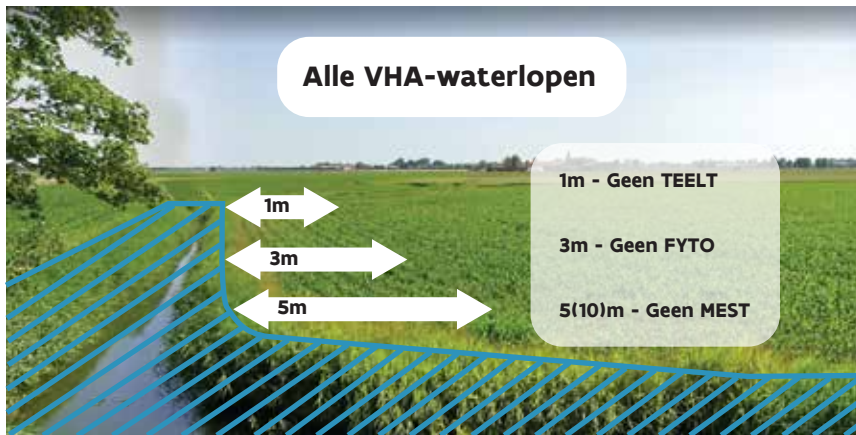 Alle VHA-waterlopen
1m
3m
5m
1m - Geen TEELT
3m - Geen FYTO
5(10)m - Geen MEST